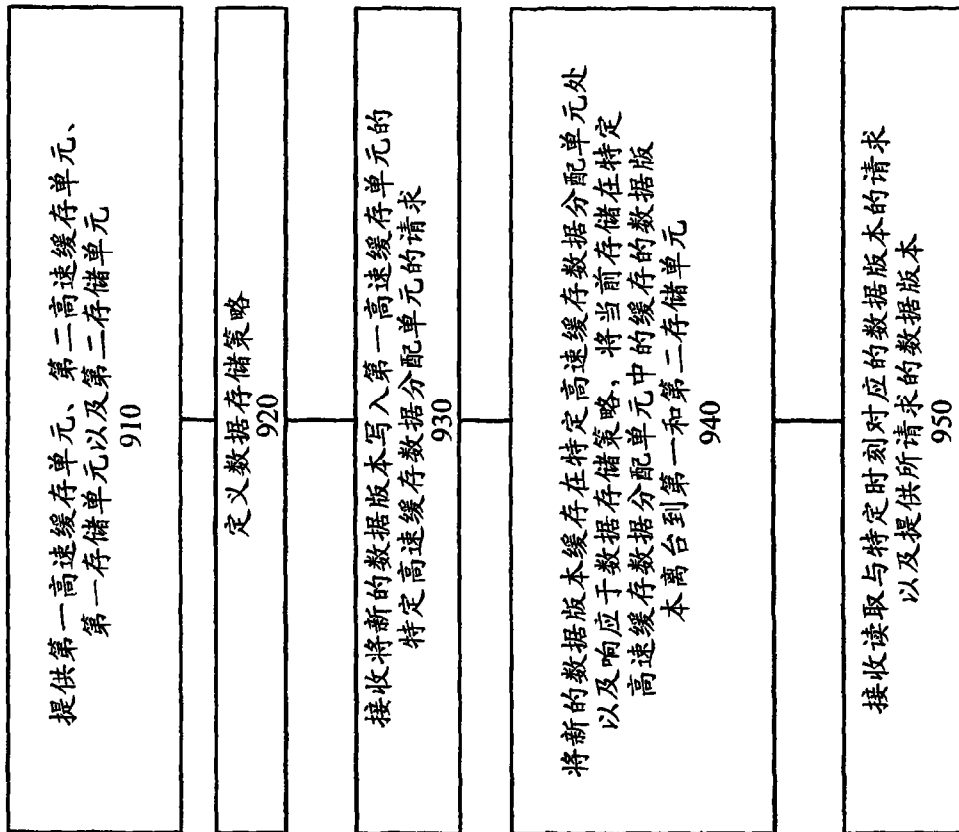 提供第一高速缓存单元、第二高速缓存单元、
第一存储单元以及第二存储单元
910
定义数据存储策略
920
接收将新的数据版本写入第一高速缓存单元的
特定高速缓存数据分配单元的请求
930
将新的数据版本缓存在特定高速缓存数据分配单元处
以及响应于数据存储策略，将当前存储在特定
高速缓存数据分配单元中的缓存的数据版
本离台到第一和第二存储单元
940
接收读取与特定时刻对应的数据版本的请求
以及提供所请求的数据版本
950